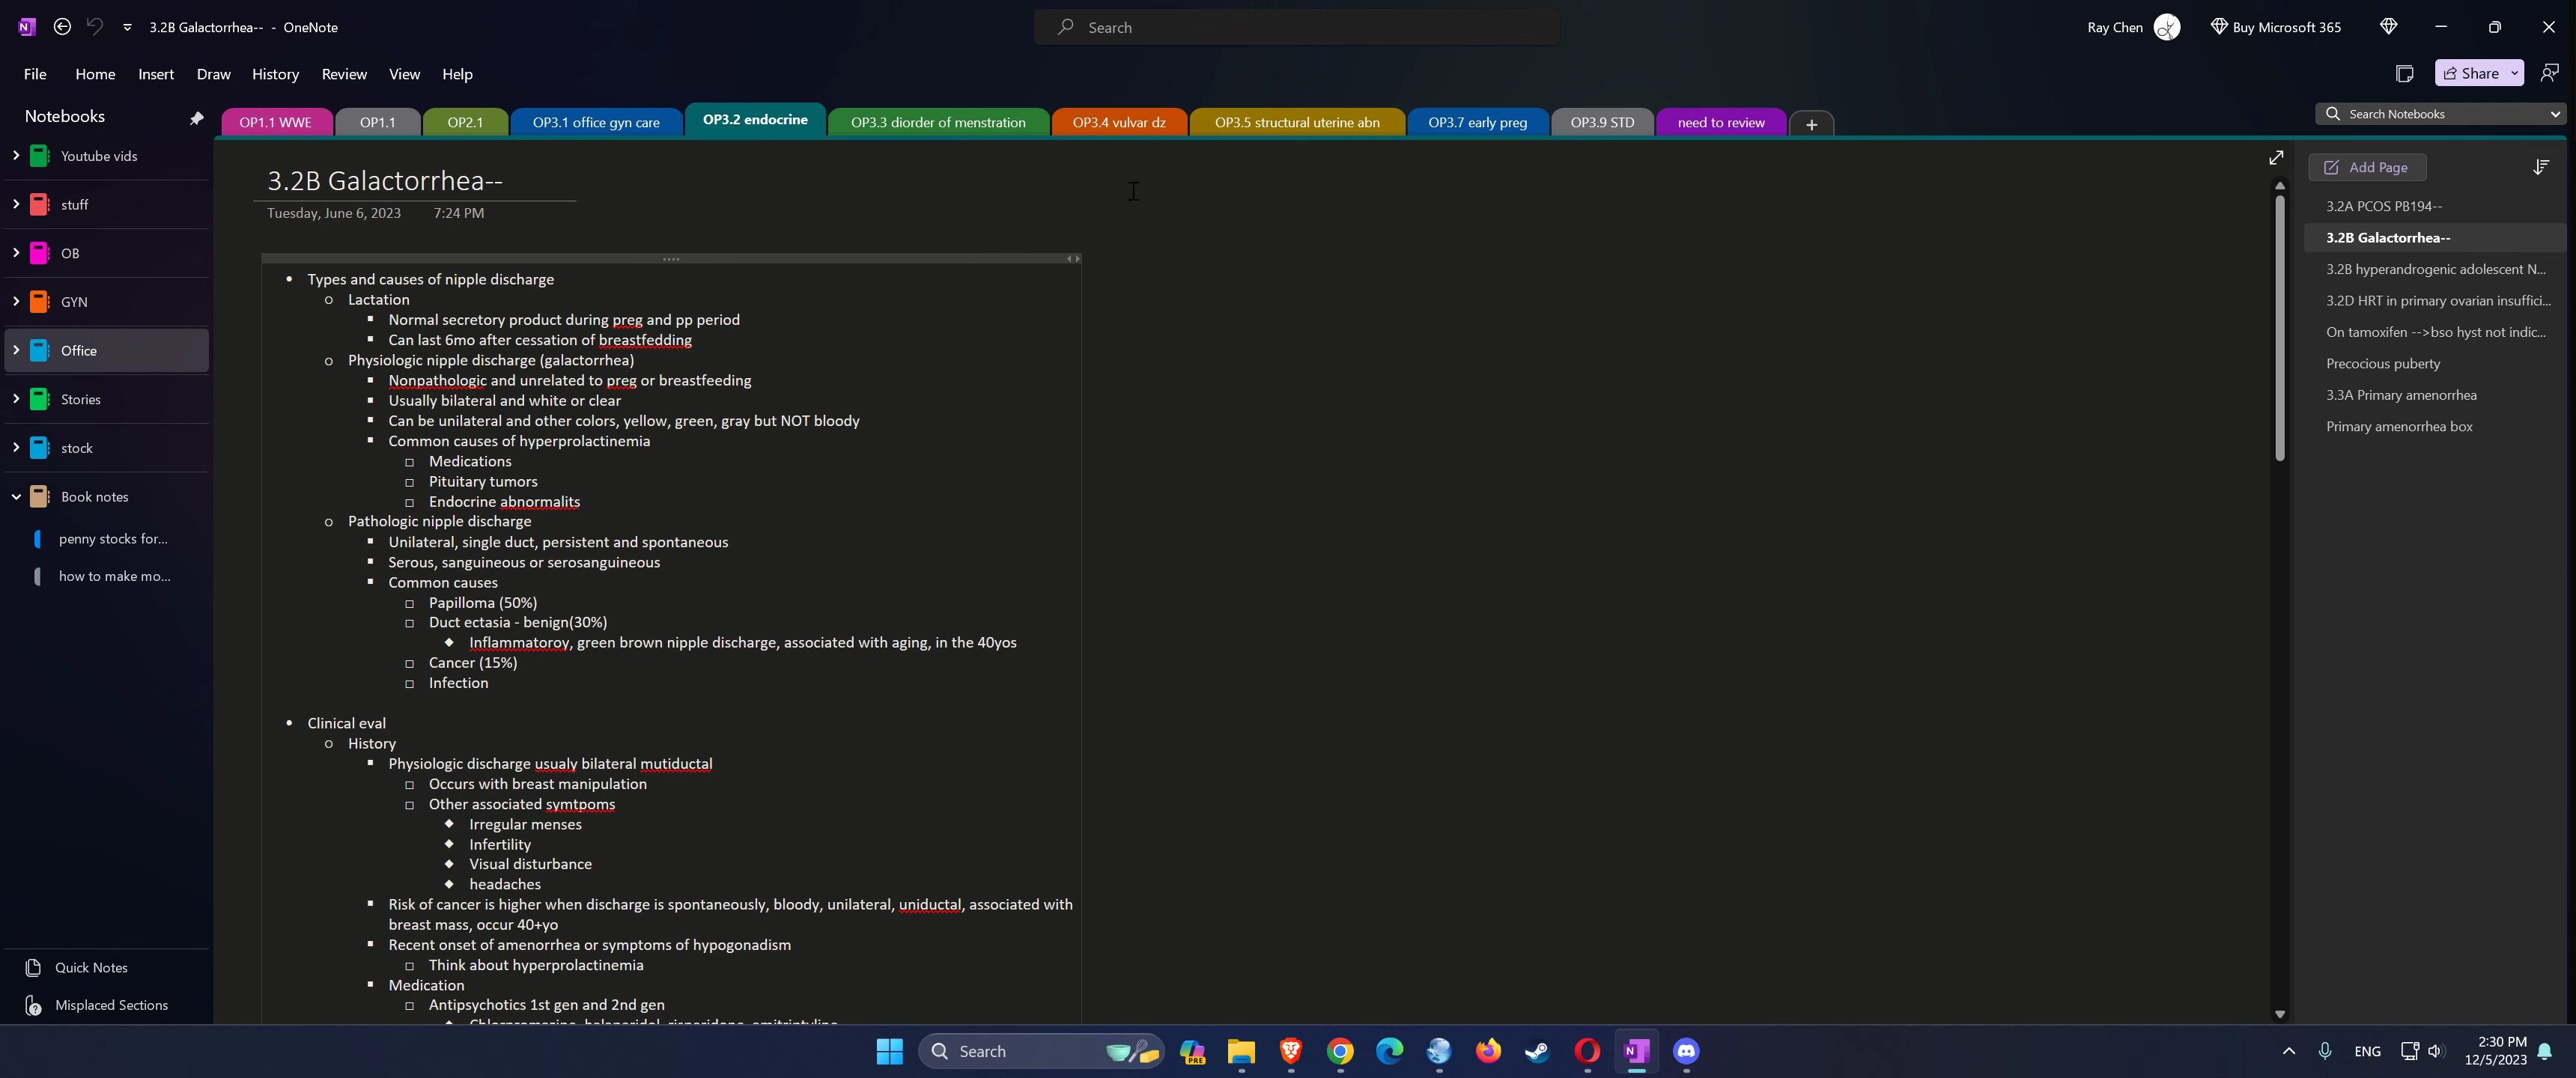 3.2B Galactorrhea-- - OneNote
Search
Ray Chen
Buy Microsoft 365
File Home Insert Draw History Review View Help
Share
Notebooks
OP1.1 WWE
OP1.1
OP2.1
OP3.1 office gyn care
OP3.2 endocrine
OP3.3 diorder of menstration
OP3.4 vulvar dz
OP3.5 structural uterine abn
OP3.7 early preg
OP3.9 STD
need to review
+
Search Notebooks
Youtube vids
stuff
OB
GYN
Office
Stories
stock
Book notes
penny stocks for...
how to make mo...
Quick Notes
Misplaced Sections
3.2B Galactorrhea--
Tuesday, June 6, 2023 7:24 PM
Types and causes of nipple discharge
Lactation
Normal secretory product during preg and pp period
Can last 6mo after cessation of breastfedding
Physiologic nipple discharge (galactorrhea)
Nonpathologic and unrelated to preg or breastfeeding
Usually bilateral and white or clear
Can be unilateral and other colors, yellow, green, gray but NOT bloody
Common causes of hyperprolactinemia
Medications
Pituitary tumors
Endocrine abnormalits
Pathologic nipple discharge
Unilateral, single duct, persistent and spontaneous
Serous, sanguineous or serosanguineous
Common causes
Papilloma (50%)
Duct ectasia - benign(30%)
Inflammatoroy, green brown nipple discharge, associated with aging, in the 40yos
Cancer (15%)
Infection
Clinical eval
History
Physiologic discharge usualy bilateral mutiductal
Occurs with breast manipulation
Other associated symtpoms
Irregular menses
Infertility
Visual disturbance
headaches
Risk of cancer is higher when discharge is spontaneously, bloody, unilateral, uniductal, associated with
breast mass, occur 40+yo
Recent onset of amenorrhea or symptoms of hypogonadism
Think about hyperprolactinemia
Medication
Antipsychotics 1st gen and 2nd gen
Chlorpromazine, haloperidol, risperidone, amitriptyline
Add Page
3.2A PCOS PB194--
3.2B Galactorrhea--
3.2B hyperandrogenic adolescent N...
3.2D HRT in primary ovarian insuffici...
On tamoxifen -->bso hyst not indic...
Precocious puberty
3.3A Primary amenorrhea
Primary amenorrhea box
Search
PRE
ENG
2:30 PM
12/5/2023